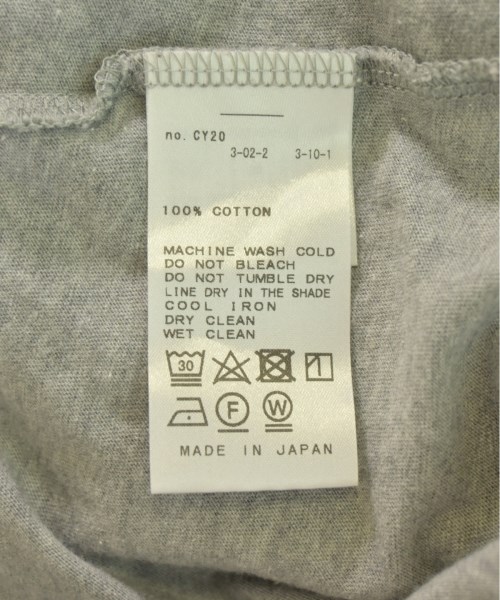 no. CY20
3-02-2 3-10-1
100% COTTON
MACHINE WASH COLD
DO NOT BLEACH
DO NOT TUMBLE DRY
LINE DRY IN THE SHADE
COOL IRON
DRY CLEAN
WET CLEAN
30
F W
MADE IN JAPAN